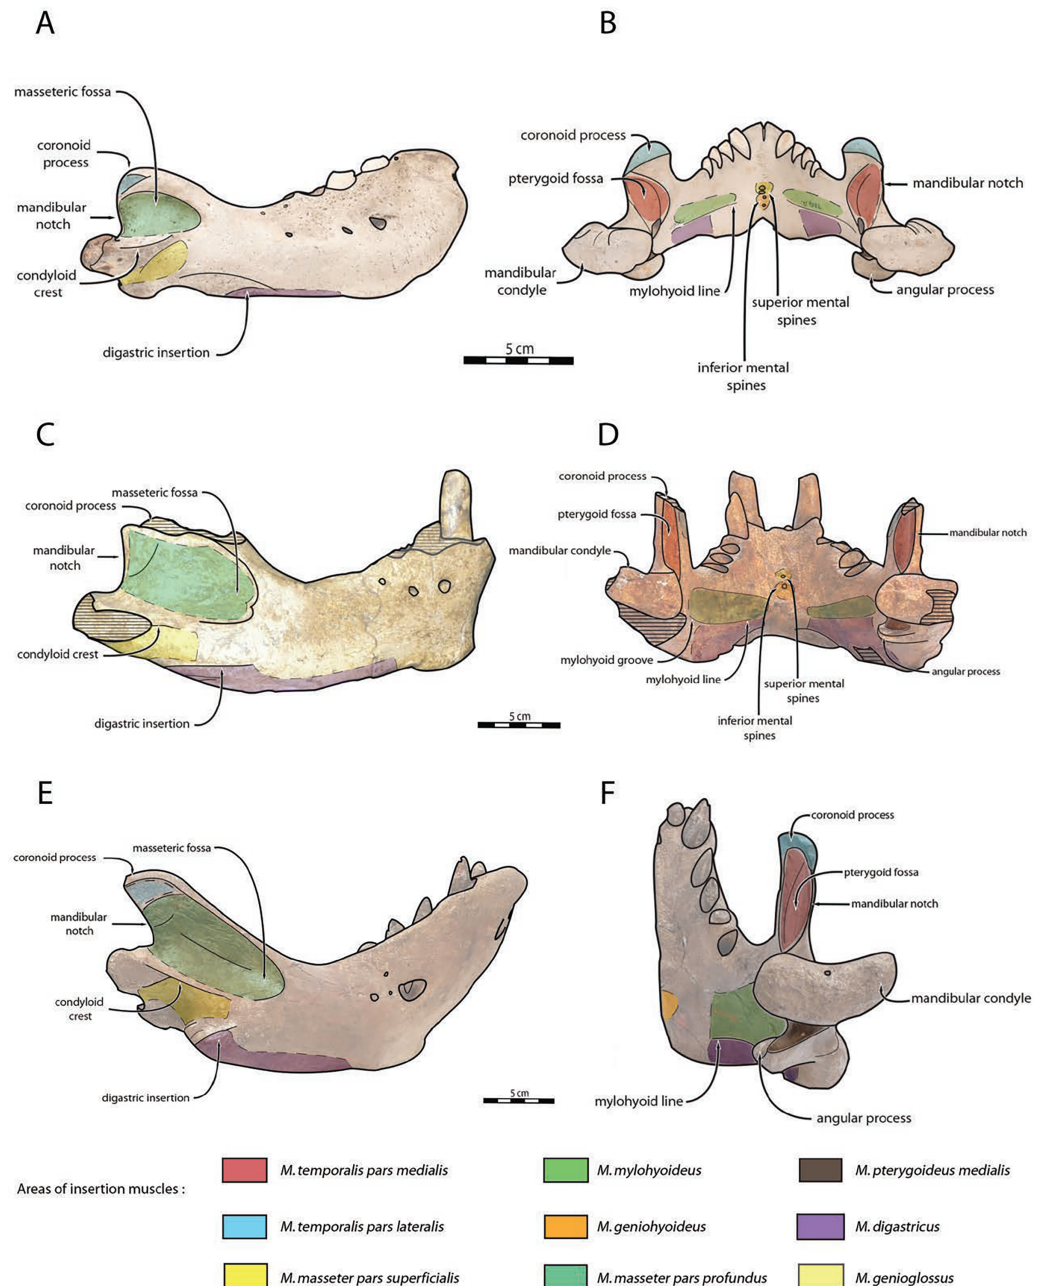 A
B
masseteric fossa
coronoid
process
mandibular
notch
condyloid
crest
digastric insertion
coronoid process
pterygoid fossa
mandibular notch
mandibular
condyle
mylohyoid line
superior mental
spines
inferior mental
spines
angular process
5 cm
C
D
masseteric fossa
coronoid process
mandibular
notch
condyloid crest
digastric insertion
5 cm
coronoid process
pterygoid fossa
mandibular condyle
mandibular notch
mylohyoid groove
mylohyoid line
superior mental
spines
inferior mental
spines
angular process
E
F
masseteric fossa
coronoid process
mandibular
notch
condyloid
crest
digastric insertion
5 cm
coronoid process
pterygoid fossa
mandibular notch
mandibular condyle
mylohyoid line
angular process
Areas of insertion muscles :
M. temporalis pars medialis
M. mylohyoideus
M. pterygoideus medialis
M. temporalis pars lateralis
M. geniohyoideus
M. digastricus
M. masseter pars superficialis
M. masseter pars profundus
M. genioglossus